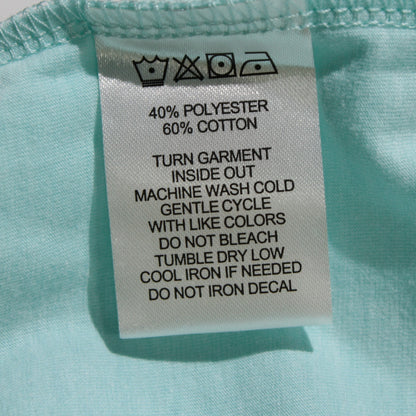 40% POLYESTER
60% COTTON
TURN GARMENT
INSIDE OUT
MACHINE WASH COLD
GENTLE CYCLE
WITH LIKE COLORS
DO NOT BLEACH
TUMBLE DRY LOW
COOL IRON IF NEEDED
DO NOT IRON DECAL